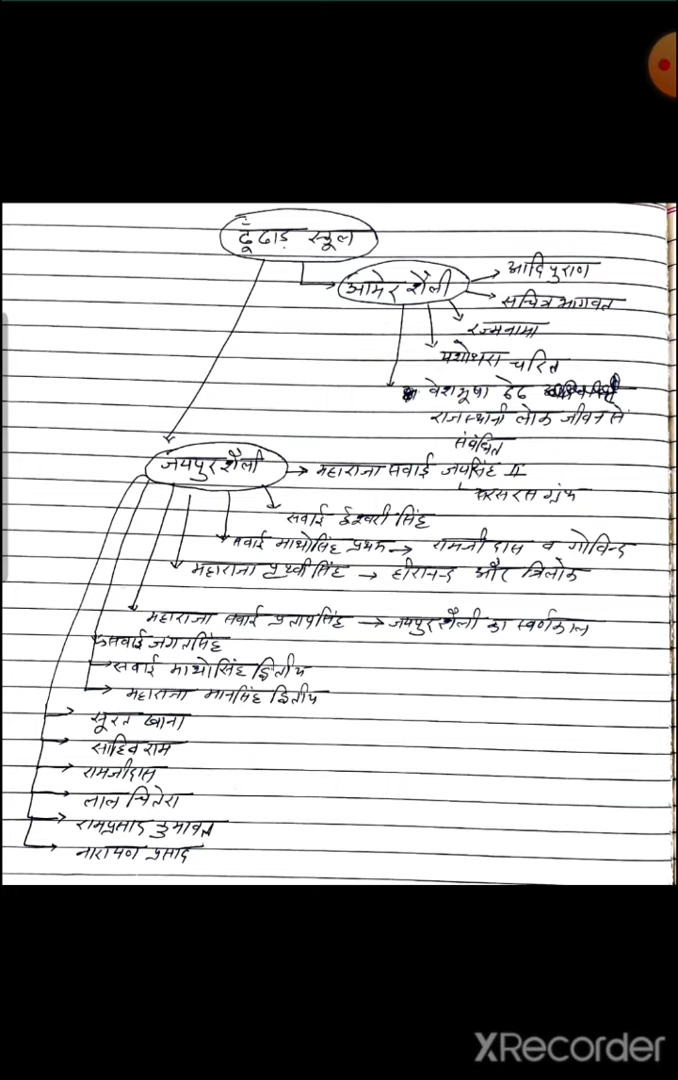 ढूँढाड़ स्कूल
आमेर शैली
आदि पुराण
सचित्र भागवत
रज्मनामा
यशोधरा चरित
वेशभूषा ठेठ
राजस्थानी लोक जीवन से
संबंधित
जयपुर शैली → महाराजा सवाई जयसिंह II
सरस रस ग्रंथ
सवाई ईश्वरी सिंह
सवाई माधोसिंह प्रथम → रामजी दास व गोविन्द
महाराजा पृथ्वीसिंह → हीरानन्द और त्रिलोक
महाराजा सवाई प्रतापसिंह → जयपुर शैली का स्वर्णकाल
सवाई जगतसिंह
सवाई माधोसिंह द्वितीय
महाराजा मानसिंह द्वितीय
सूरत खाना
साहिबराम
रामजीदास
लाल चितेरा
रामप्रसाद कुमावत
नारायण प्रसाद
XRecorder